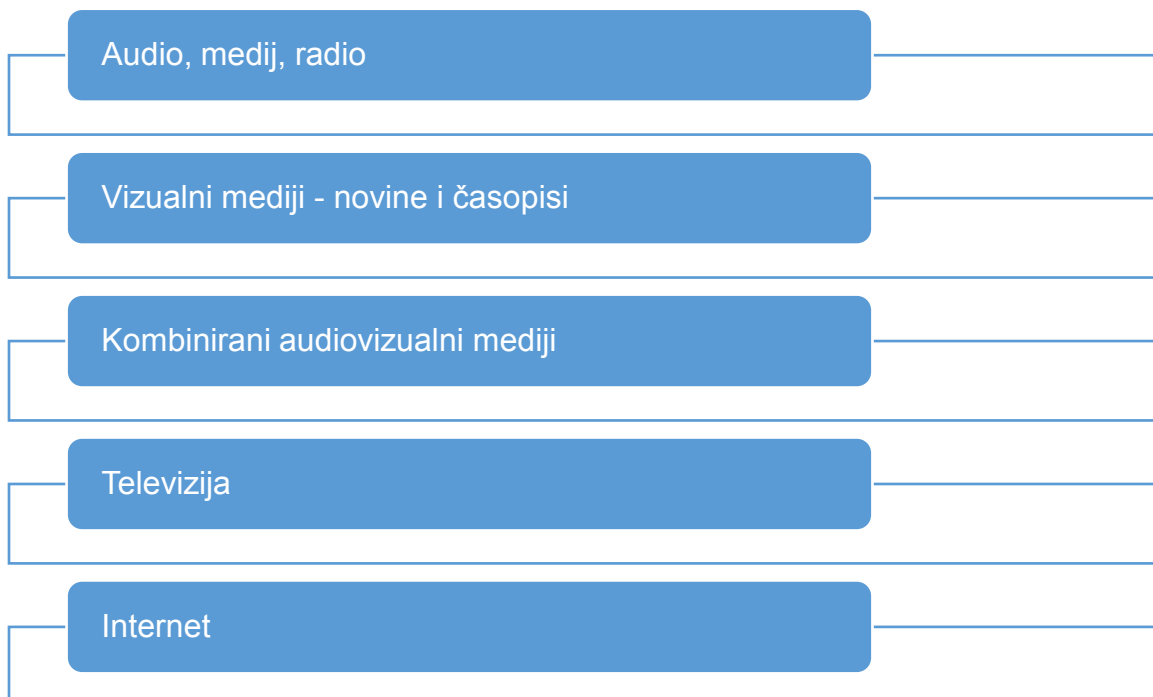 Audio, medij, radio
Vizualni mediji - novine i časopisi
Kombinirani audiovizualni mediji
Televizija
Internet